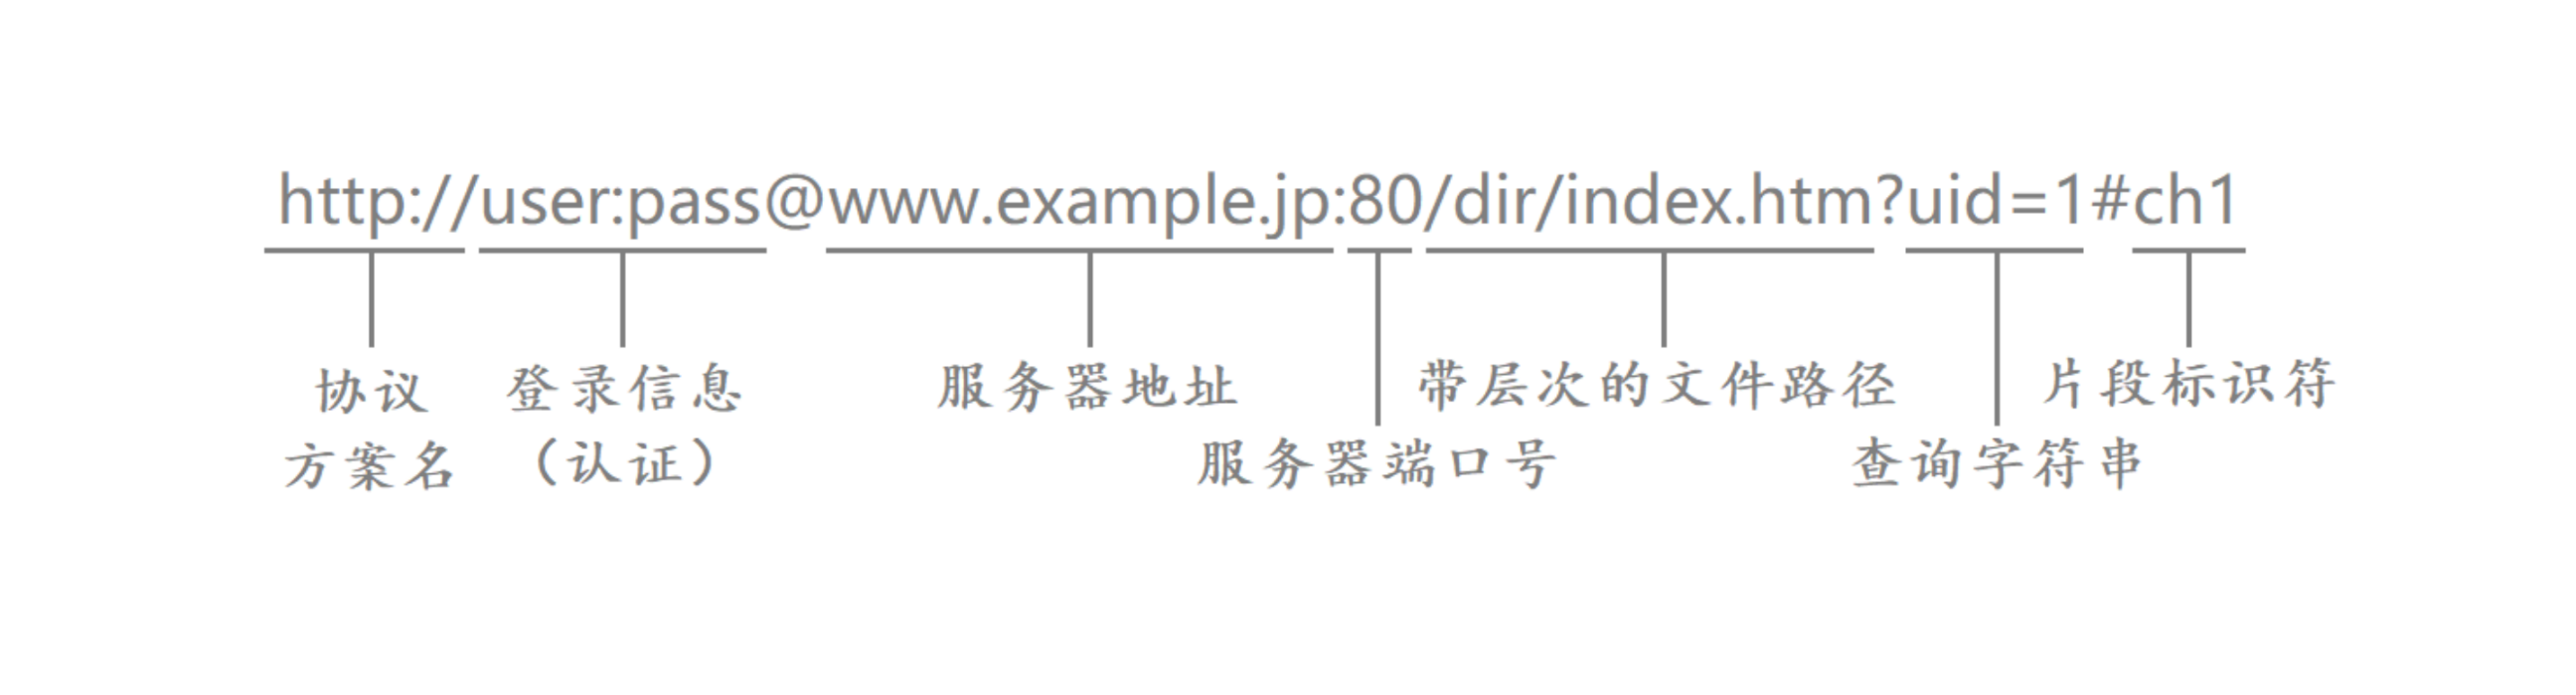 http://user:pass@www.example.jp:80/dir/index.htm?uid=1#ch1
协议
方案名
登录信息
（认证）
服务器地址
服务器端口号
带层次的文件路径
查询字符串
片段标识符